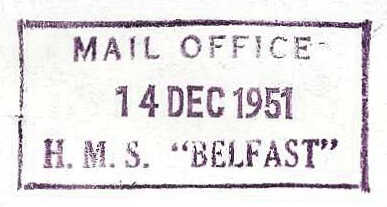 MAIL OFFICE
14 DEC 1951
H. M. S. "BELFAST"